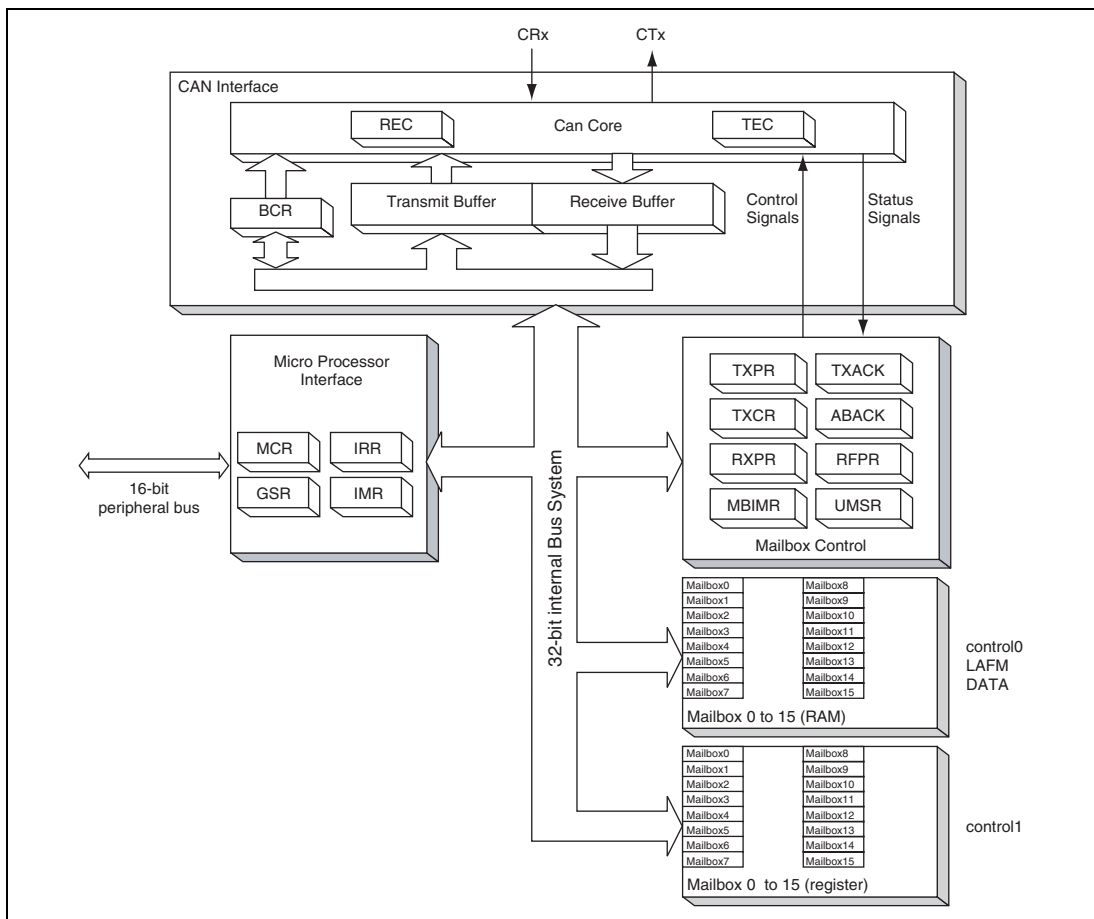 CRx
CTx
CAN Interface
REC
Can Core
TEC
BCR
Transmit Buffer
Receive Buffer
Control
Signals
Status
Signals
Micro Processor
Interface
MCR
IRR
GSR
IMR
16-bit
peripheral bus
32-bit internal Bus System
TXPR
TXACK
TXCR
ABACK
RXPR
RFPR
MBIMR
UMSR
Mailbox Control
Mailbox0
Mailbox1
Mailbox2
Mailbox3
Mailbox4
Mailbox5
Mailbox6
Mailbox7
Mailbox8
Mailbox9
Mailbox10
Mailbox11
Mailbox12
Mailbox13
Mailbox14
Mailbox15
Mailbox 0 to 15 (RAM)
control0
LAFM
DATA
Mailbox0
Mailbox1
Mailbox2
Mailbox3
Mailbox4
Mailbox5
Mailbox6
Mailbox7
Mailbox8
Mailbox9
Mailbox10
Mailbox11
Mailbox12
Mailbox13
Mailbox14
Mailbox15
Mailbox 0 to 15 (register)
control1